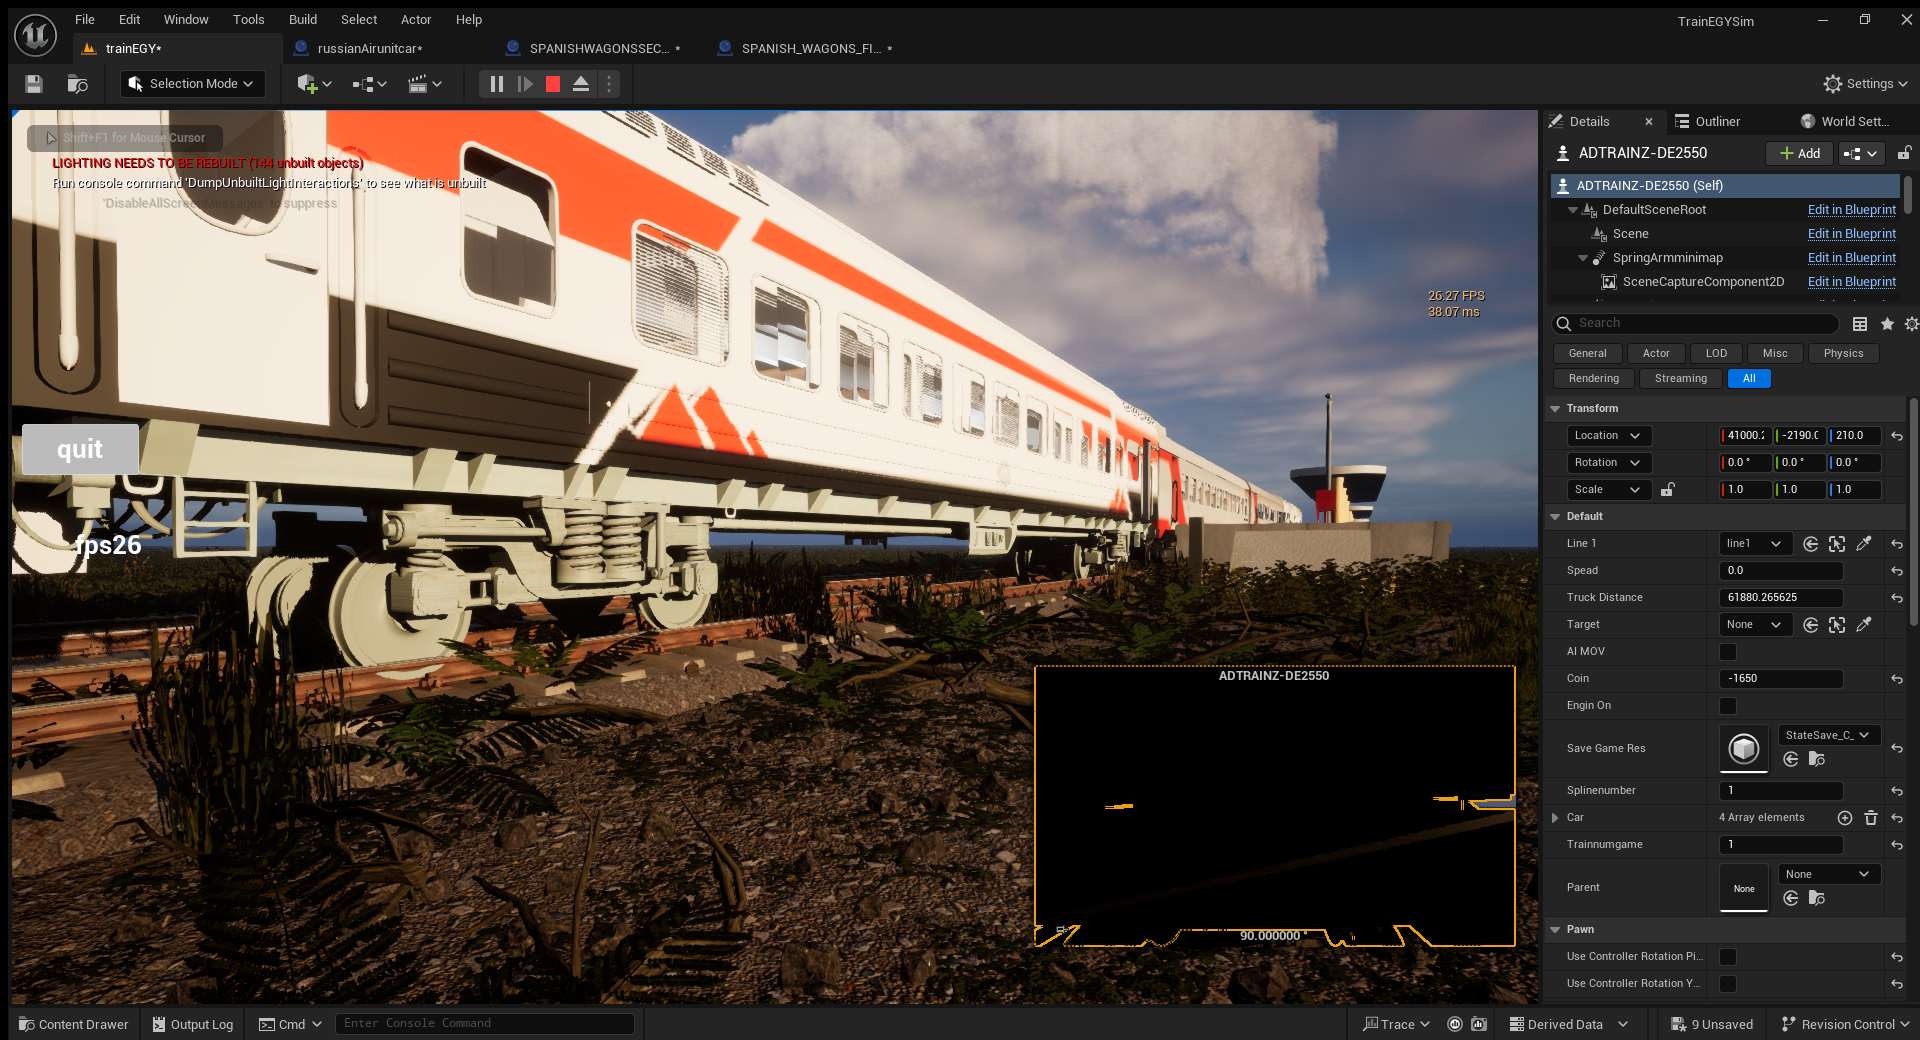 File Edit Window Tools Build Select Actor Help
TrainEGYSim
trainEGY*
russianAirunitcar*
SPANISHWAGONSSEC... *
SPANISH_WAGONS_FI... *
Selection Mode
Settings
Shift+F1 for Mouse Cursor
LIGHTING NEEDS TO BE REBUILT (144 unbuilt objects)
Run console command 'DumpUnbuiltLightInteractions' to see what is unbuilt
'DisableAllScreenMessages' to suppress
26.27 FPS
38.07 ms
quit
fps26
ADTRAINZ-DE2550
90.000000 °
Details
Outliner
World Sett...
ADTRAINZ-DE2550
Add
ADTRAINZ-DE2550 (Self)
DefaultSceneRoot Edit in Blueprint
Scene Edit in Blueprint
SpringArmminimap Edit in Blueprint
SceneCaptureComponent2D Edit in Blueprint
Search
General Actor LOD Misc Physics
Rendering Streaming All
Transform
Location 41000.2 -2190.0 210.0
Rotation 0.0 ° 0.0 ° 0.0 °
Scale 1.0 1.0 1.0
Default
Line 1 line1
Spead 0.0
Truck Distance 61880.265625
Target None
AI MOV
Coin -1650
Engin On
Save Game Res StateSave_C_
Splinenumber 1
Car 4 Array elements
Trainnumgame 1
Parent None None
Pawn
Use Controller Rotation Pi...
Use Controller Rotation Y...
Content Drawer Output Log Cmd Enter Console Command Trace Derived Data 9 Unsaved Revision Control